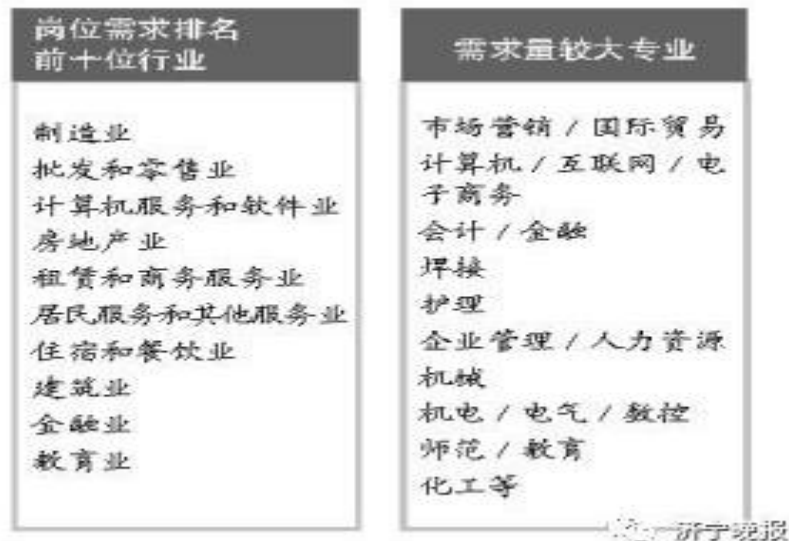 岗位需求排名
前十位行业
制造业
批发和零售业
计算机服务和软件业
房地产业
租赁和商务服务业
居民服务和其他服务业
住宿和餐饮业
建筑业
金融业
教育业
需求量较大专业
市场营销 / 国际贸易
计算机 / 互联网 / 电
子商务
会计 / 金融
焊接
护理
企业管理 / 人力资源
机械
机电 / 电气 / 数控
师范 / 教育
化工等
济宁晚报